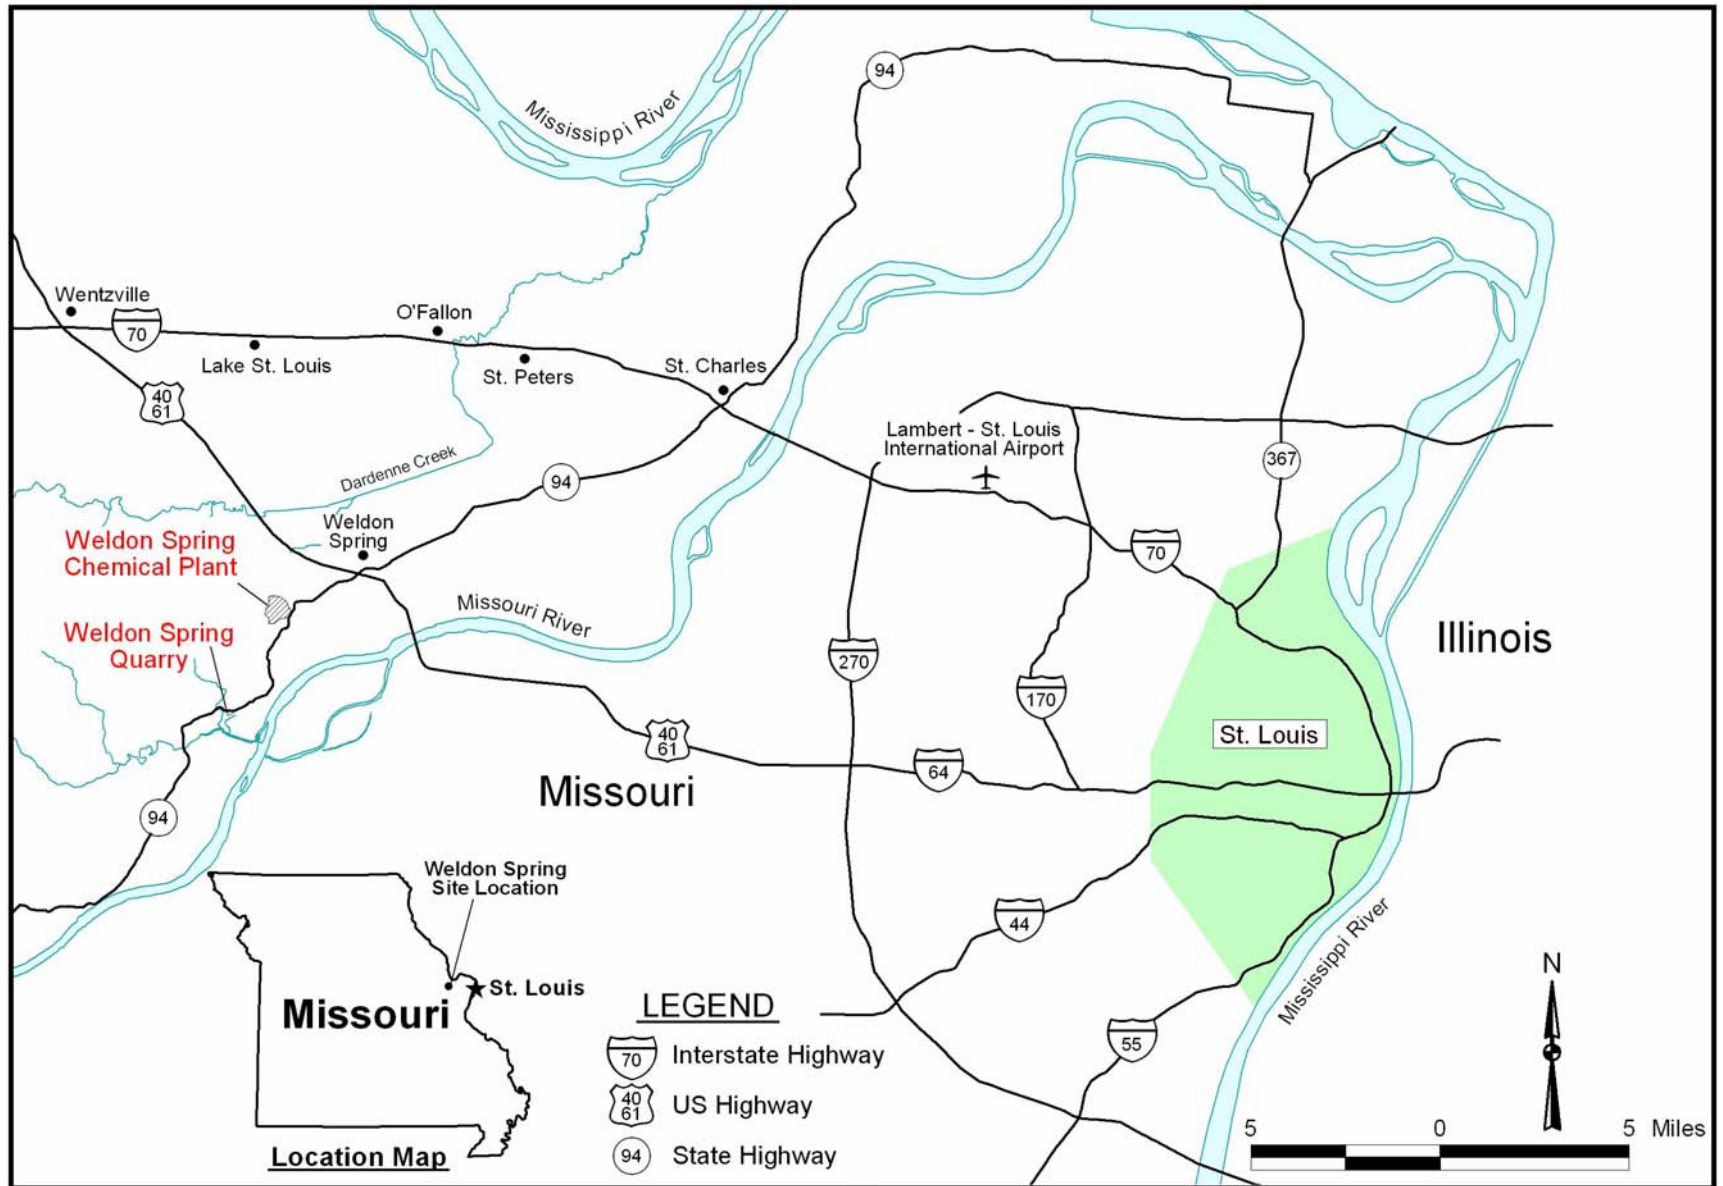 94
Mississippi River
Wentzville
70
O'Fallon
Lake St. Louis
St. Peters
St. Charles
40
61
Lambert - St. Louis
International Airport
367
Dardenne Creek
94
Weldon
Spring
Weldon Spring
Chemical Plant
70
Missouri River
Weldon Spring
Quarry
Illinois
270
170
St. Louis
40
61
64
Missouri
94
Weldon Spring
Site Location
44
Mississippi River
N
St. Louis
Missouri
LEGEND
70
Interstate Highway
55
40
61
US Highway
94
State Highway
Location Map
5 0 5 Miles